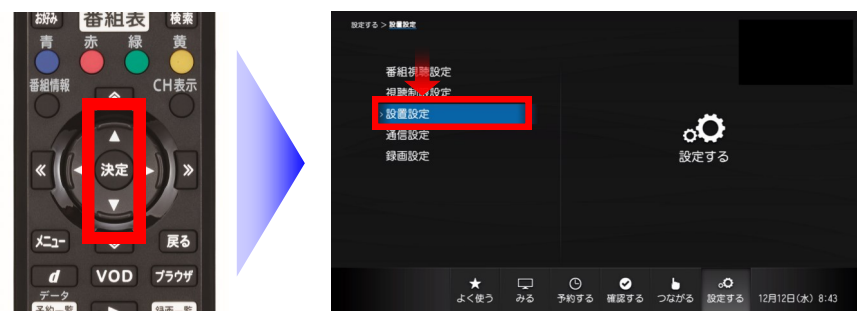 お好み 番組表 検索
青 赤 緑 黄
番組情報 CH表示
決定
メニュー 戻る
d VOD ブラウザ
データ
設定する > 設置設定
番組視聴設定
視聴制限設定
設置設定
通信設定
録画設定
設定する
よく使う みる 予約する 確認する つながる 設定する 12月12日(水) 8:43